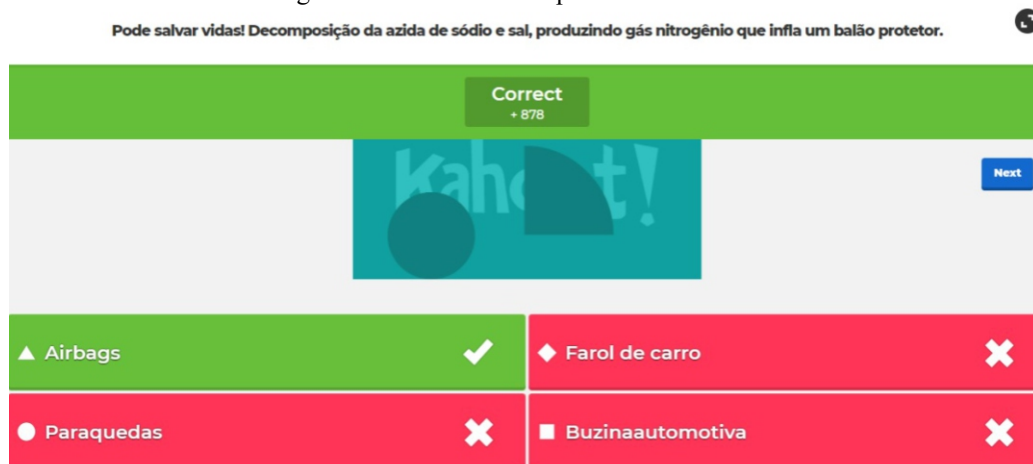 Pode salvar vidas! Decomposição da azida de sódio e sal, produzindo gás nitrogênio que infla um balão protetor.
Correct
+ 878
Kahoot!
Next
Airbags
Farol de carro
Paraquedas
Buzinaautomotiva